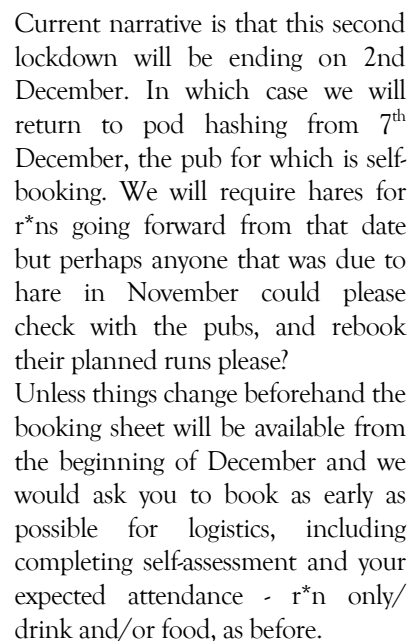 Current narrative is that this second
lockdown will be ending on 2nd
December. In which case we will
return to pod hashing from 7th
December, the pub for which is self-
booking. We will require hares for
r*ns going forward from that date
but perhaps anyone that was due to
hare in November could please
check with the pubs, and rebook
their planned runs please?
Unless things change beforehand the
booking sheet will be available from
the beginning of December and we
would ask you to book as early as
possible for logistics, including
completing self-assessment and your
expected attendance - r*n only/
drink and/or food, as before.